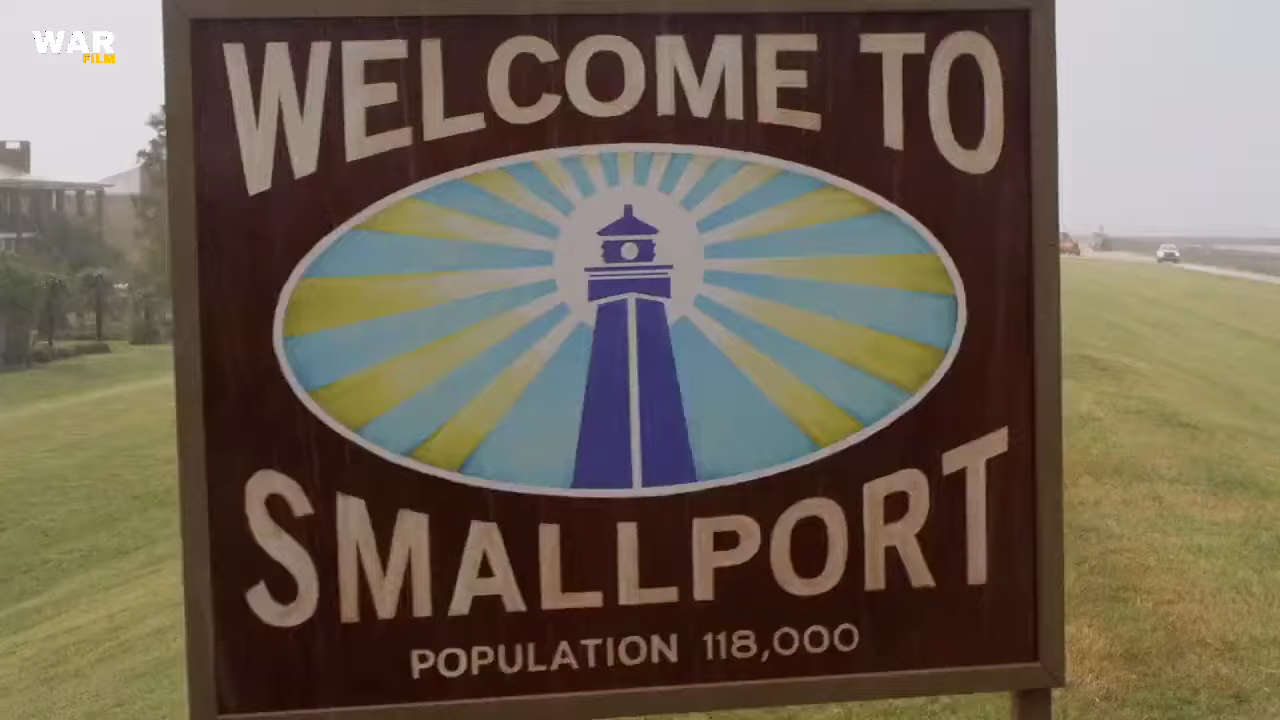 WAR
FILM
WELCOME TO
SMALLPORT
POPULATION 118,000